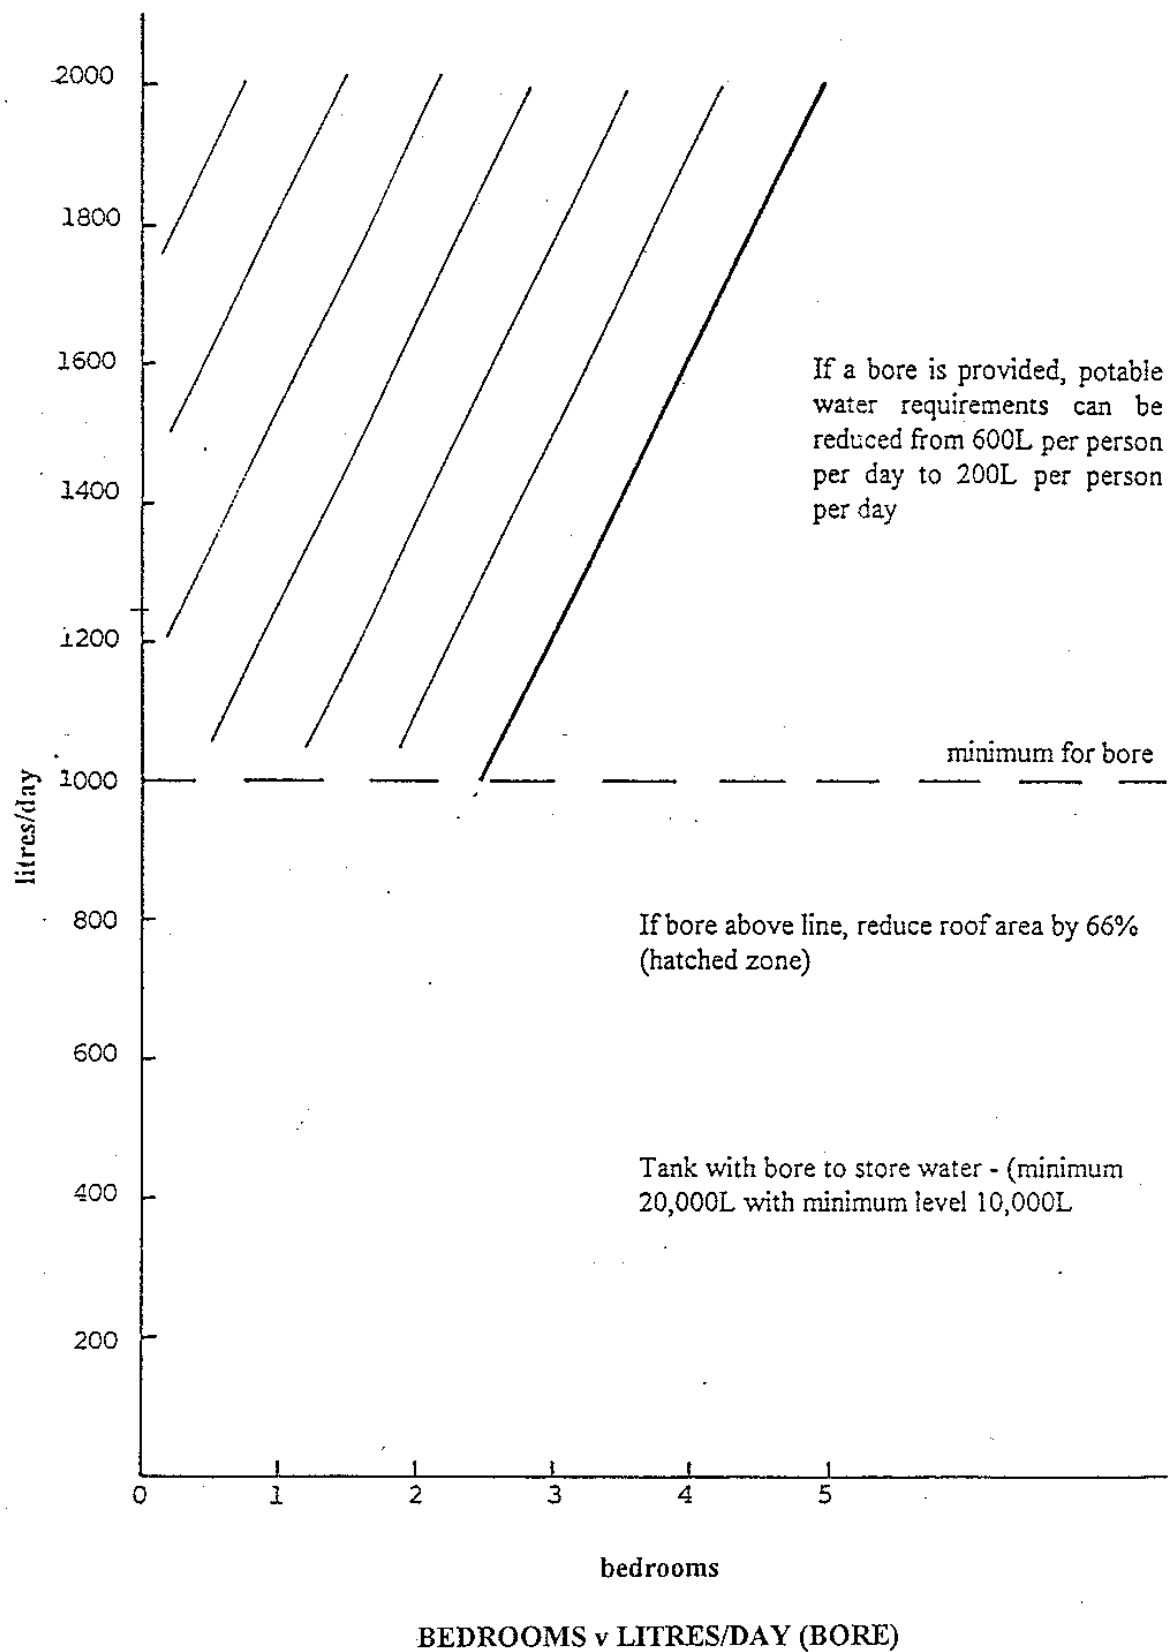 2000
1800
1600
If a bore is provided, potable
water requirements can be
reduced from 600L per person
per day to 200L per person
per day
1400
1200
minimum for bore
1000
litres/day
800
If bore above line, reduce roof area by 66%
(hatched zone)
600
Tank with bore to store water - (minimum
20,000L with minimum level 10,000L
400
200
0 1 2 3 4 5
bedrooms
BEDROOMS v LITRES/DAY (BORE)